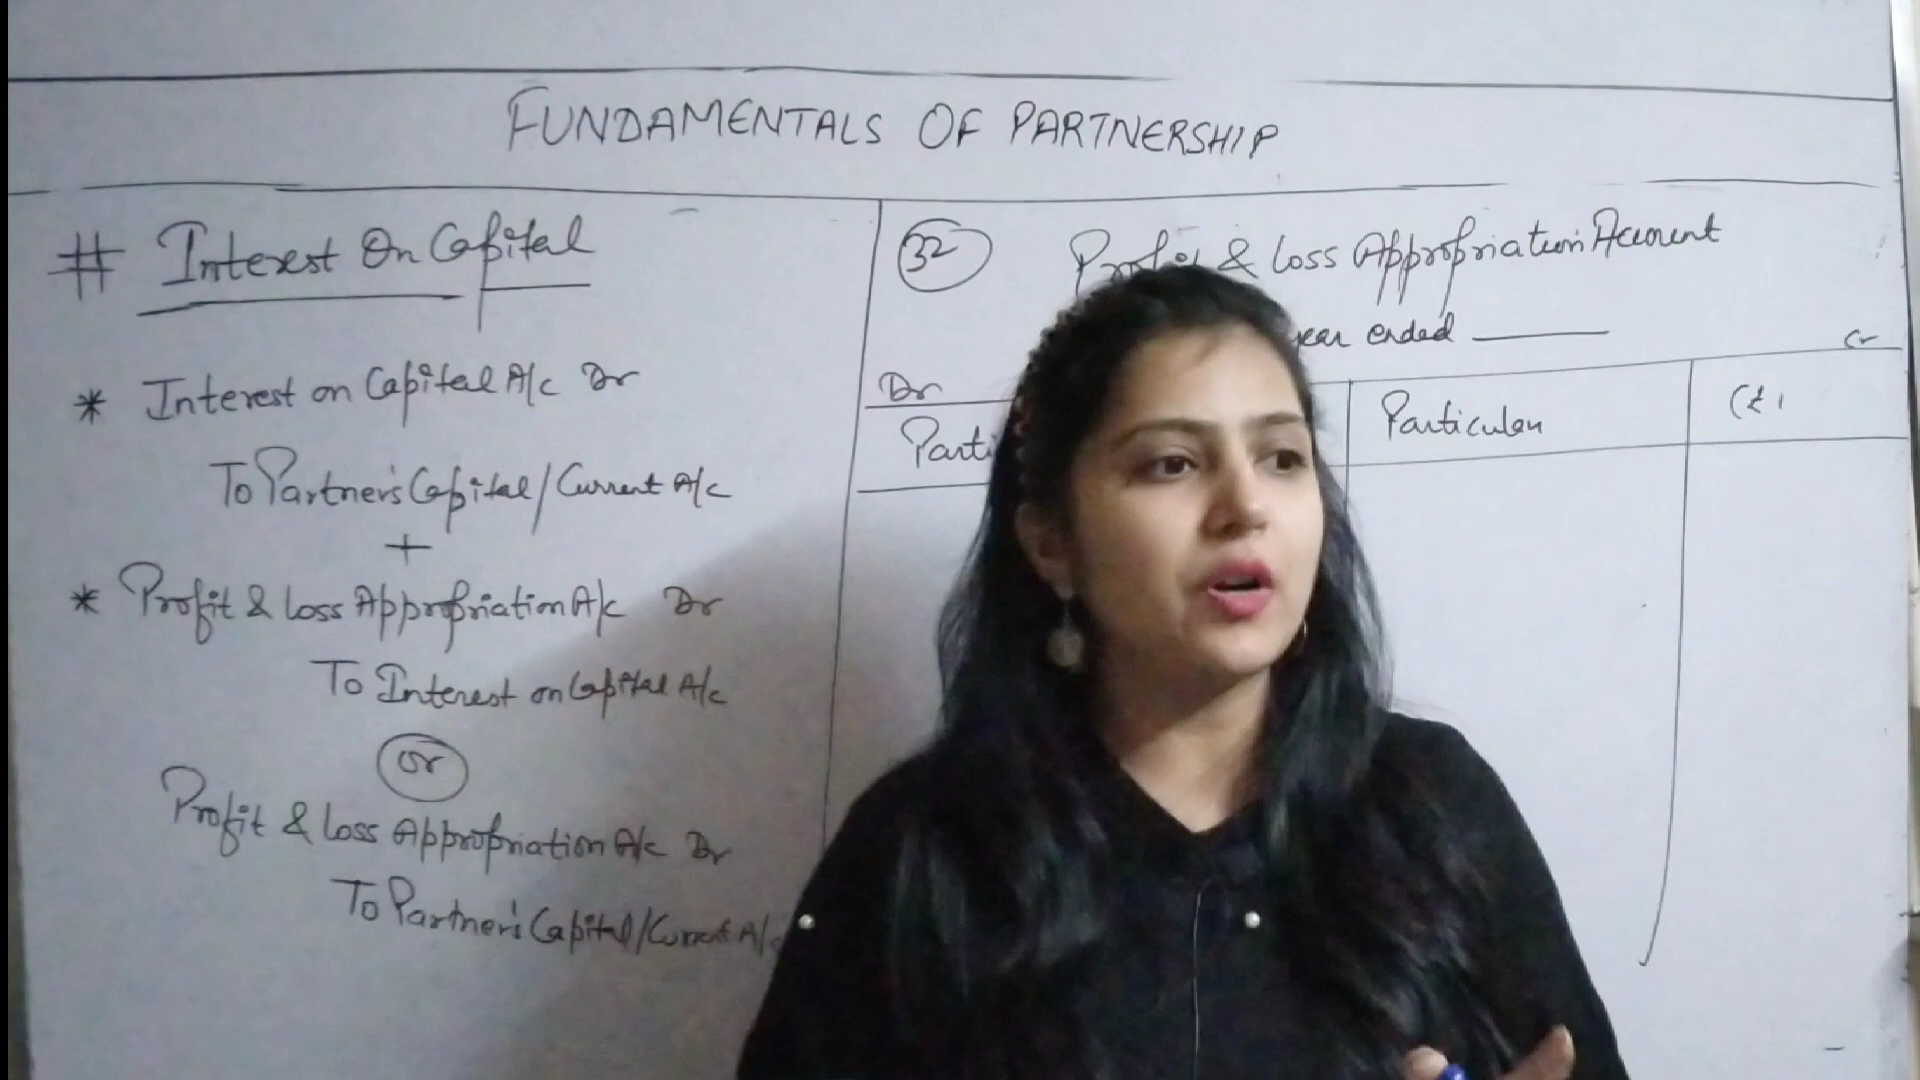 FUNDAMENTALS OF PARTNERSHIP
# Interest On Capital
* Interest on Capital A/c Dr
To Partner's Capital/Current A/c
+
* Profit & Loss Appropriation A/c Dr
To Interest on Capital A/c
or
Profit & Loss Appropriation A/c Dr
To Partner's Capital/Current A/c
32
Profit & Loss Appropriation Account
year ended
Dr Cr
Parti Particulars (₹)